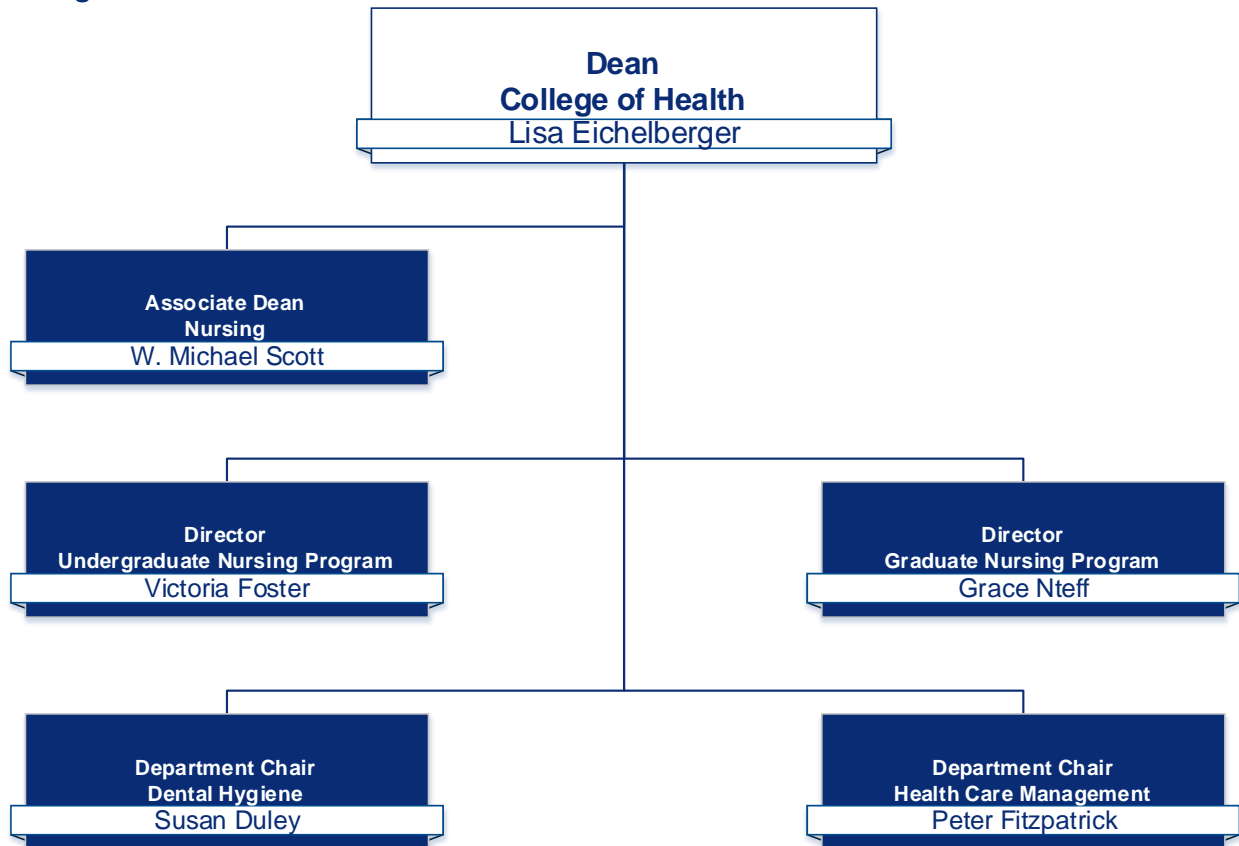 Dean
College of Health
Lisa Eichelberger
Associate Dean
Nursing
W. Michael Scott
Director
Undergraduate Nursing Program
Victoria Foster
Director
Graduate Nursing Program
Grace Nteff
Department Chair
Dental Hygiene
Susan Duley
Department Chair
Health Care Management
Peter Fitzpatrick